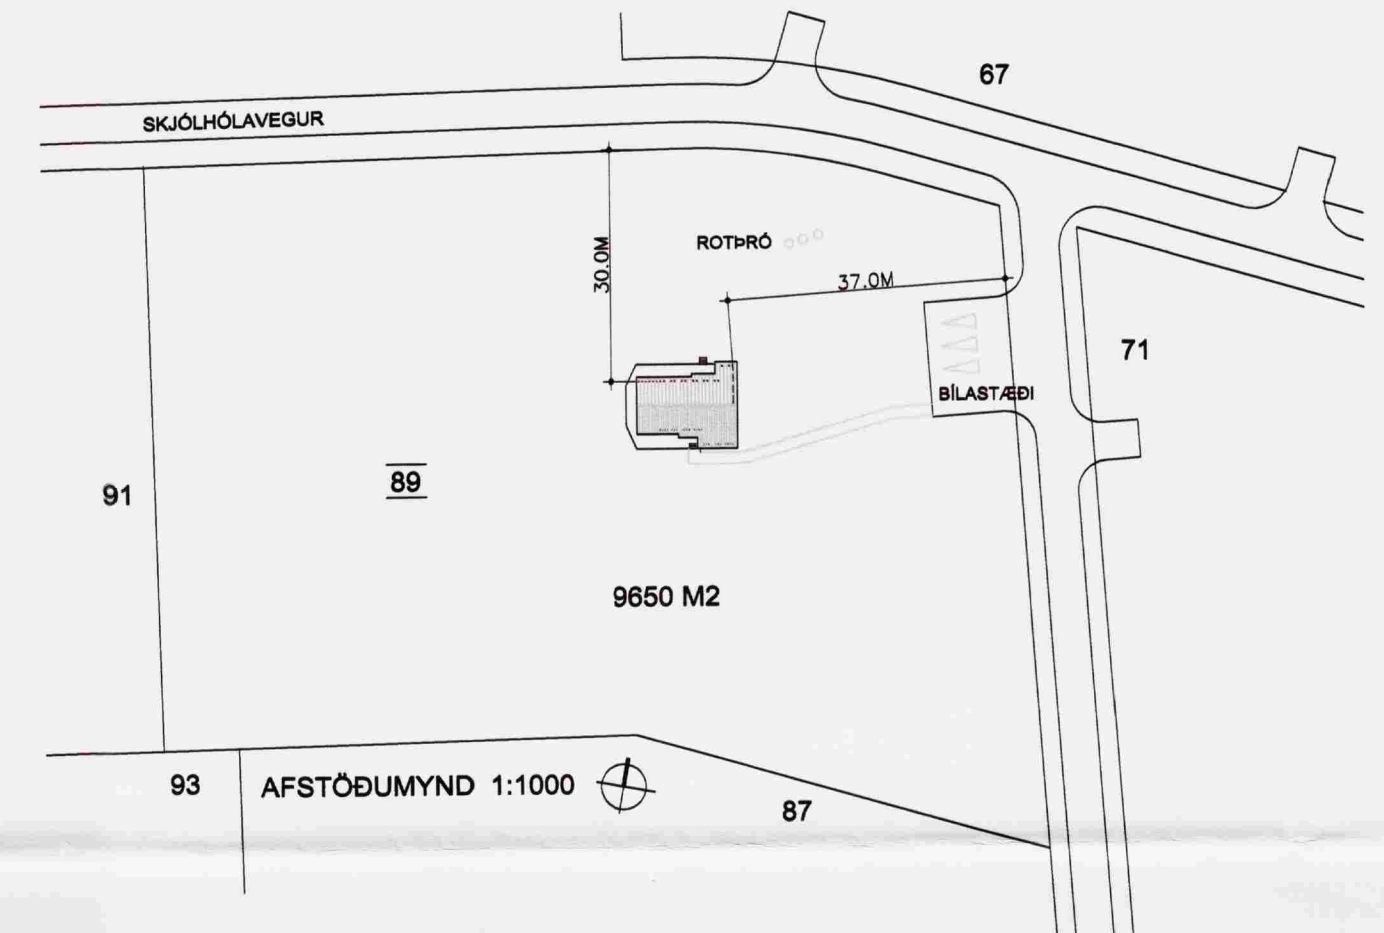 67
SKJÓLHÓLAVEGUR
ROTÞRÓ
30.0M
37.0M
71
BÍLASTÆÐI
89
91
9650 M2
93
AFSTÖÐUMYND 1:1000
87